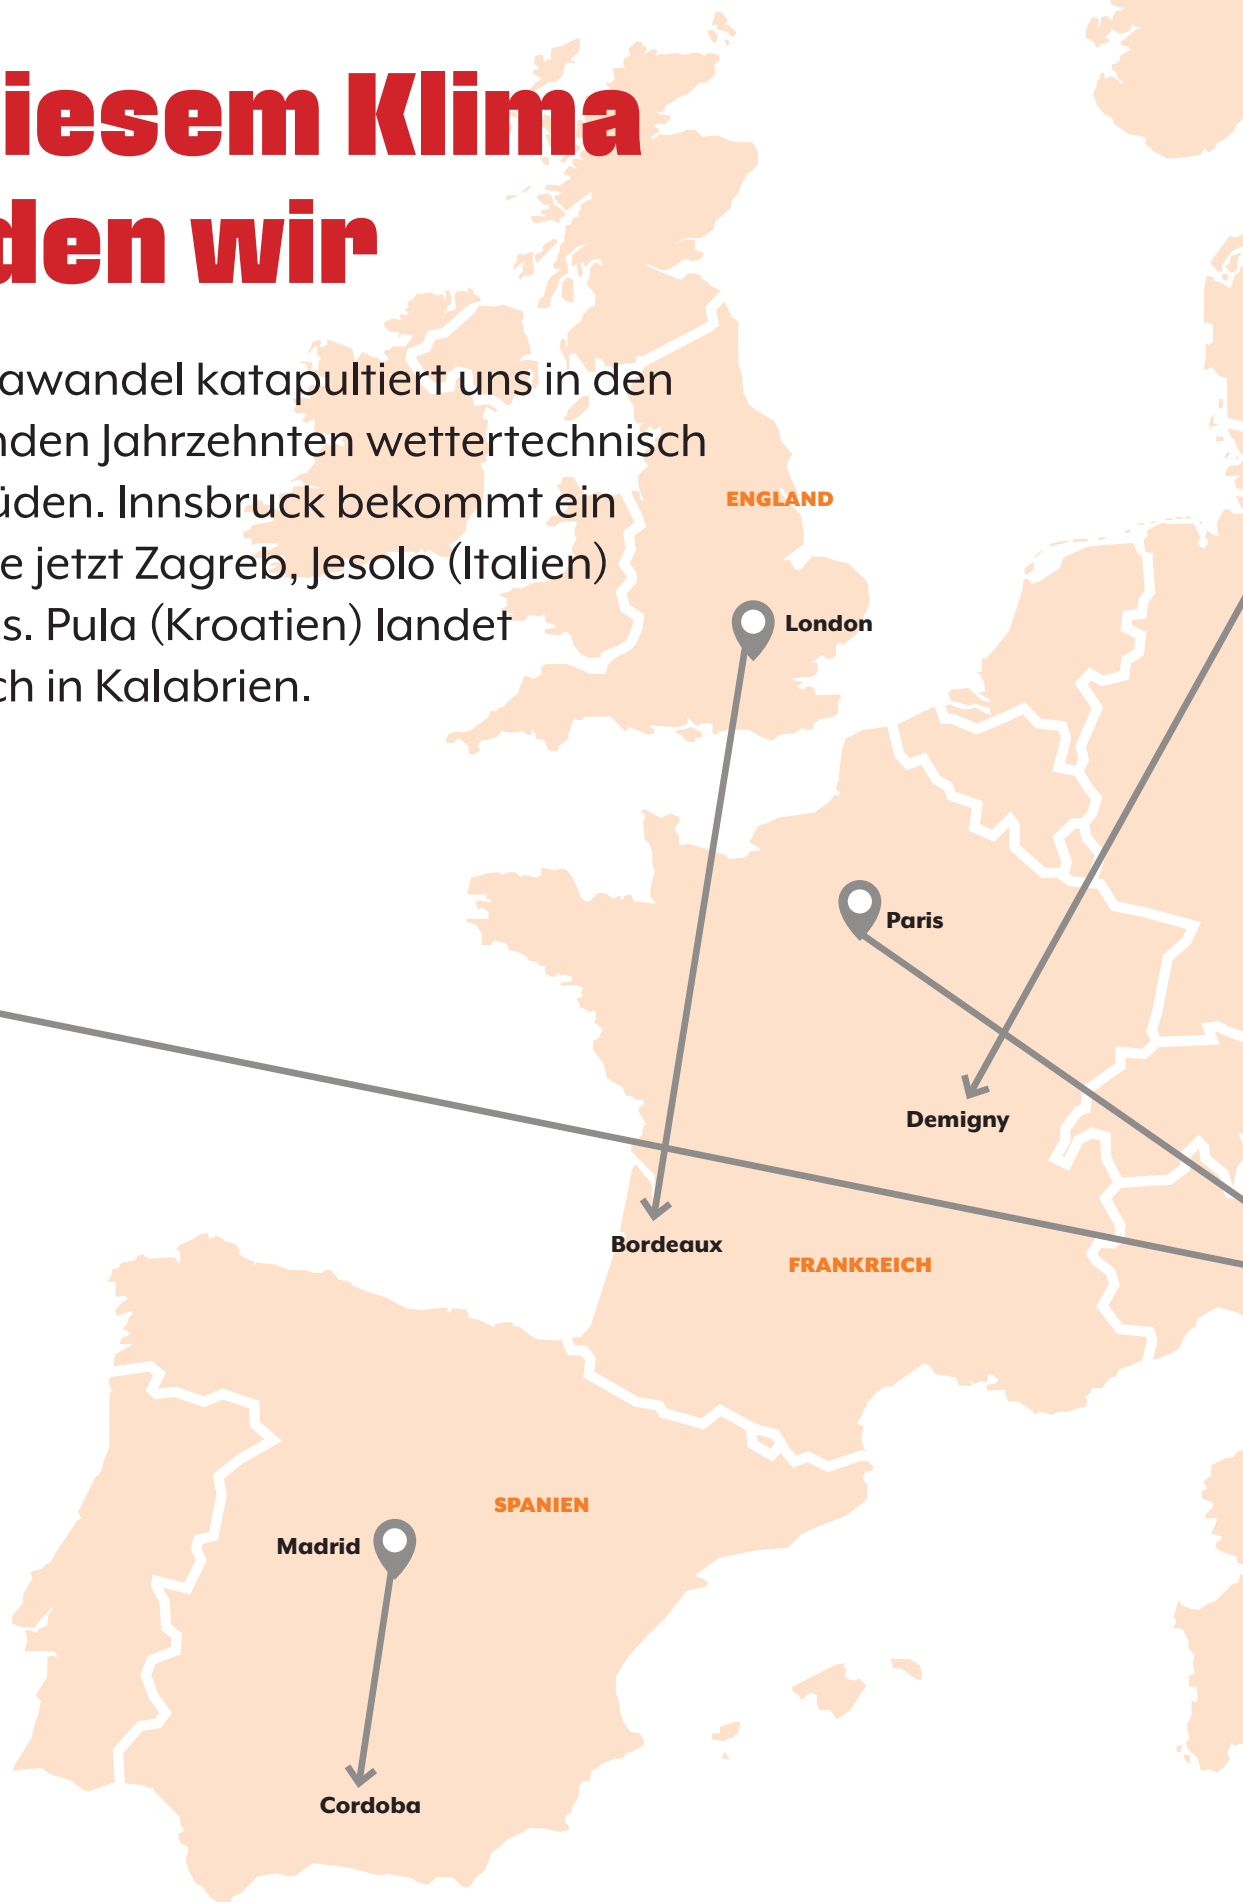 iesem Klima
den wir
awandel katapultiert uns in den
nden Jahrzehnten wettertechnisch
üden. Innsbruck bekommt ein
e jetzt Zagreb, Jesolo (Italien)
s. Pula (Kroatien) landet
ch in Kalabrien.
ENGLAND
London
Paris
Demigny
Bordeaux
FRANKREICH
SPANIEN
Madrid
Cordoba